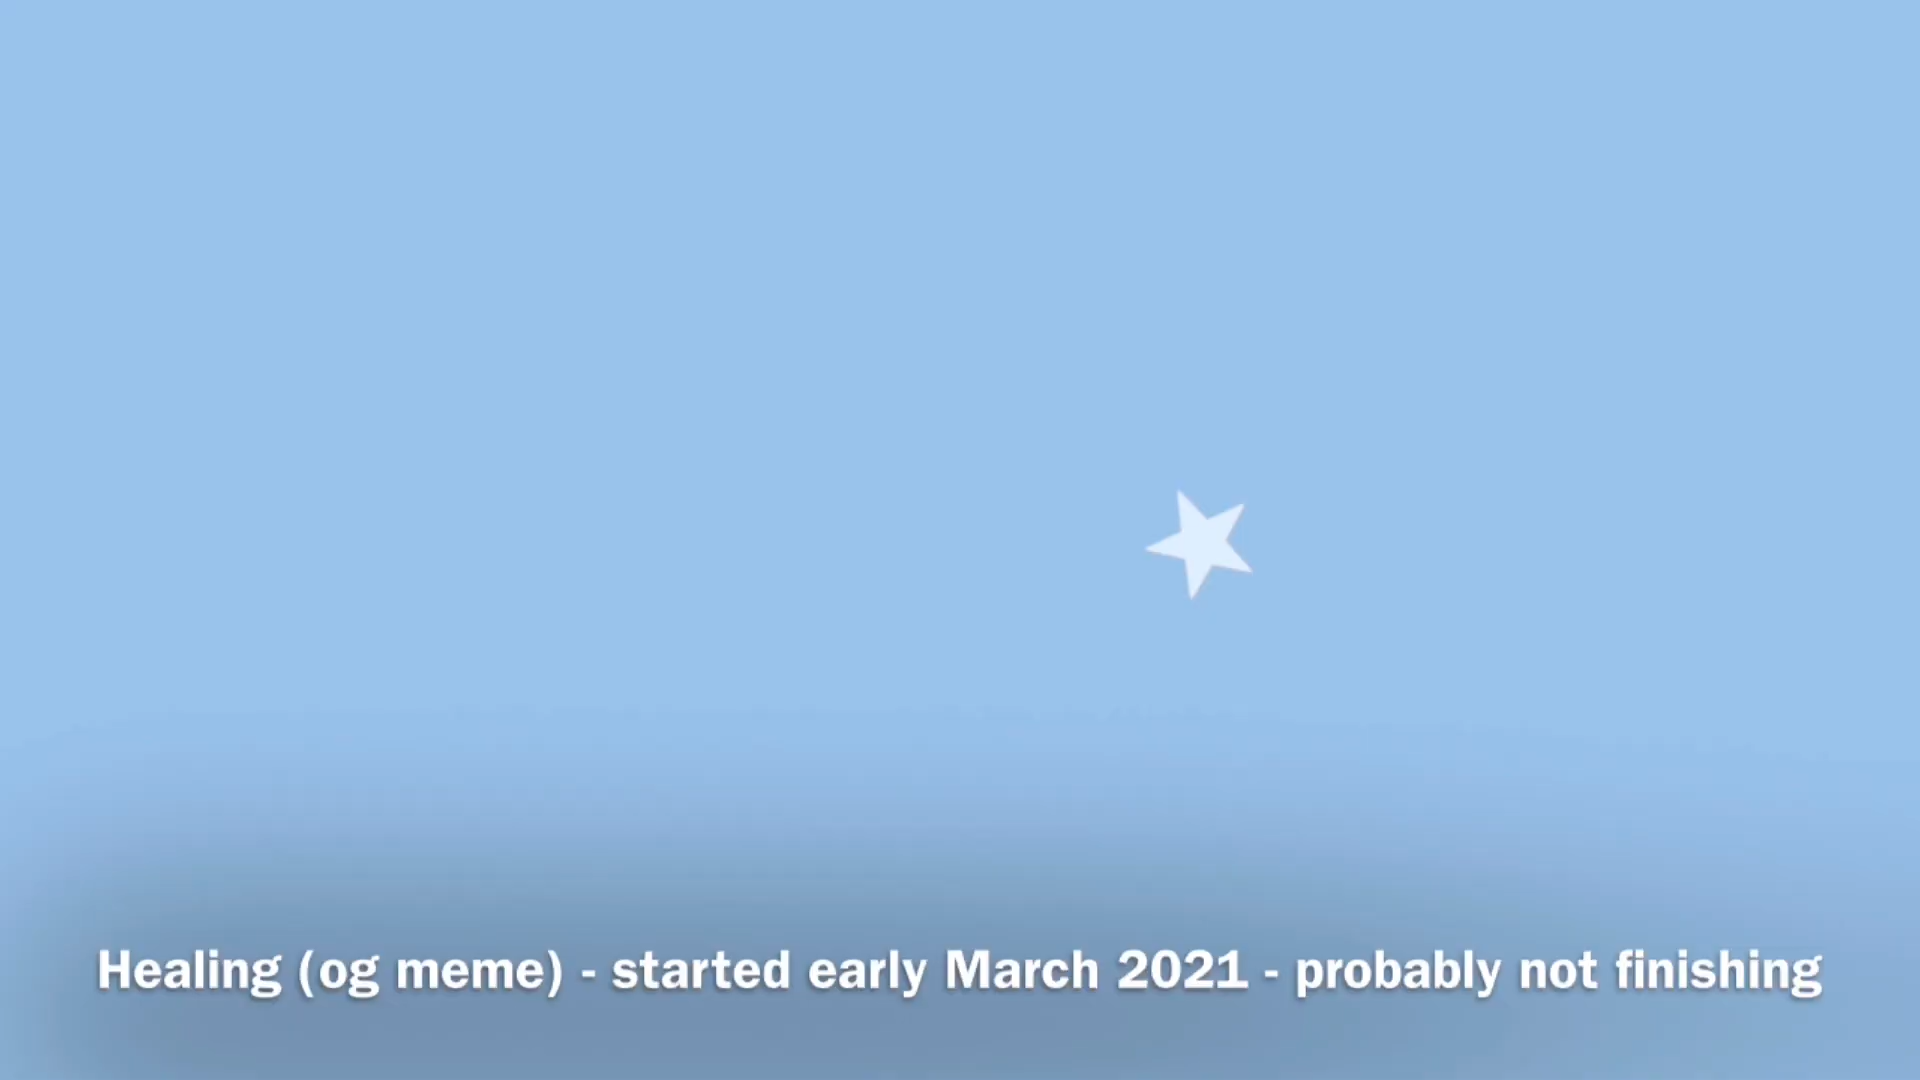 Healing (og meme) - started early March 2021 - probably not finishing